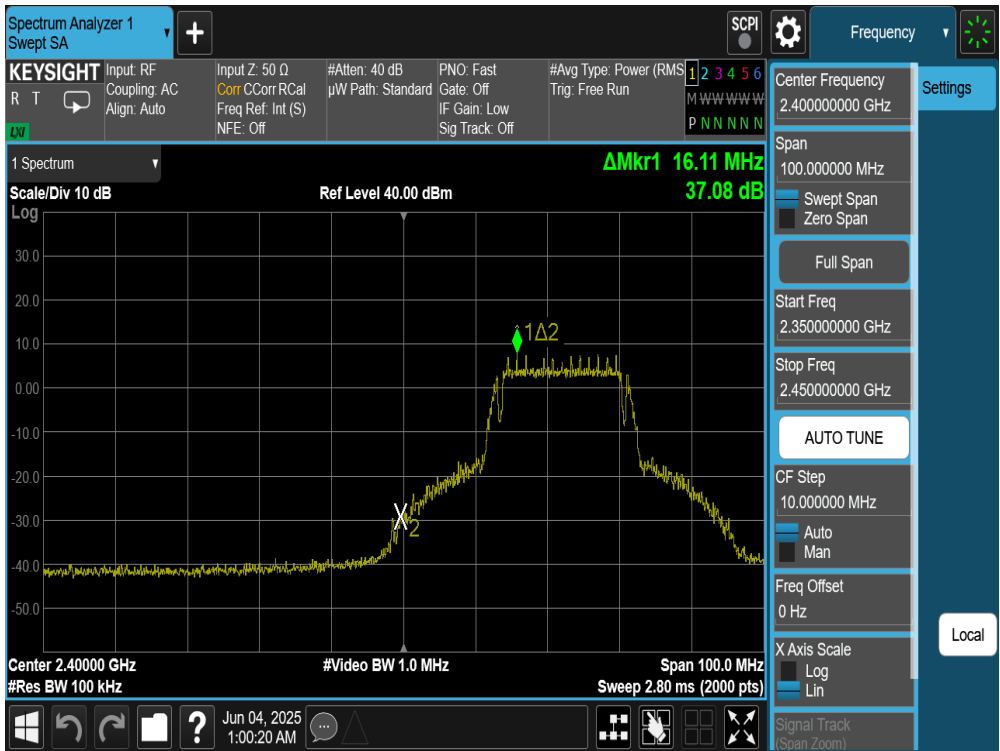 Spectrum Analyzer 1
Swept SA
+
SCPI
Frequency
KEYSIGHT
R T
LXI
Input: RF
Coupling: AC
Align: Auto
Input Z: 50 Ω
Corr CCorr RCal
Freq Ref: Int (S)
NFE: Off
#Atten: 40 dB
µW Path: Standard
PNO: Fast
Gate: Off
IF Gain: Low
Sig Track: Off
#Avg Type: Power (RMS
Trig: Free Run
1 2 3 4 5 6
M W W W W W
P N N N N N
1 Spectrum
ΔMkr1 16.11 MHz
37.08 dB
Scale/Div 10 dB
Ref Level 40.00 dBm
Log
30.0
20.0
10.0
0.00
-10.0
-20.0
-30.0
-40.0
-50.0
1Δ2
2
Center 2.40000 GHz
#Video BW 1.0 MHz
Span 100.0 MHz
#Res BW 100 kHz
Sweep 2.80 ms (2000 pts)
Center Frequency
2.400000000 GHz
Span
100.000000 MHz
Swept Span
Zero Span
Full Span
Start Freq
2.350000000 GHz
Stop Freq
2.450000000 GHz
AUTO TUNE
CF Step
10.000000 MHz
Auto
Man
Freq Offset
0 Hz
X Axis Scale
Log
Lin
Signal Track
(Span Zoom)
Settings
Local
?
Jun 04, 2025
1:00:20 AM